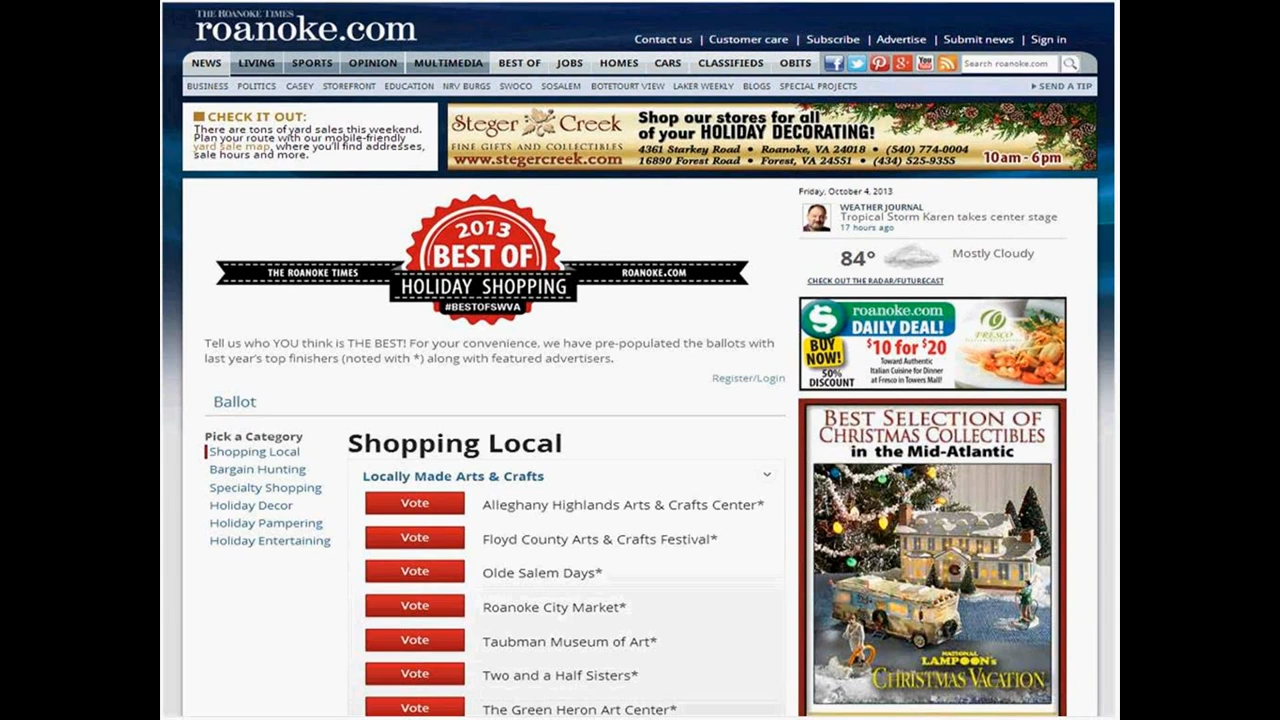 THE ROANOKE TIMES
roanoke.com
Contact us | Customer care | Subscribe | Advertise | Submit news | Sign in
NEWS LIVING SPORTS OPINION MULTIMEDIA BEST OF JOBS HOMES CARS CLASSIFIEDS OBITS
Search roanoke.com
BUSINESS POLITICS CASEY STOREFRONT EDUCATION NRV BURGS SWOCO SOSALEM BOTETOURT VIEW LAKER WEEKLY BLOGS SPECIAL PROJECTS
SEND A TIP
CHECK IT OUT:
There are tons of yard sales this weekend.
Plan your route with our mobile-friendly
yard sale map, where you'll find addresses,
sale hours and more.
Steger Creek
FINE GIFTS AND COLLECTIBLES
www.stegercreek.com
Shop our stores for all
of your HOLIDAY DECORATING!
4361 Starkey Road • Roanoke, VA 24018 • (540) 774-0004
16890 Forest Road • Forest, VA 24551 • (434) 525-9355
10am - 6pm
2013
BEST OF
THE ROANOKE TIMES
HOLIDAY SHOPPING
ROANOKE.COM
#BESTOFSWVA
Tell us who YOU think is THE BEST! For your convenience, we have pre-populated the ballots with
last year's top finishers (noted with *) along with featured advertisers.
Register/Login
Ballot
Pick a Category
Shopping Local
Bargain Hunting
Specialty Shopping
Holiday Decor
Holiday Pampering
Holiday Entertaining
Shopping Local
Locally Made Arts & Crafts
Vote Alleghany Highlands Arts & Crafts Center*
Vote Floyd County Arts & Crafts Festival*
Vote Olde Salem Days*
Vote Roanoke City Market*
Vote Taubman Museum of Art*
Vote Two and a Half Sisters*
Vote The Green Heron Art Center*
Friday, October 4, 2013
WEATHER JOURNAL
Tropical Storm Karen takes center stage
17 hours ago
84° Mostly Cloudy
CHECK OUT THE RADAR/FUTURECAST
$
roanoke.com
DAILY DEAL!
BUY
NOW!
$10 for $20
50%
DISCOUNT
Toward Authentic
Italian Cuisine for Dinner
at Fresco in Towers Mall!
FRESCO
BEST SELECTION OF
CHRISTMAS COLLECTIBLES
in the Mid-Atlantic
NATIONAL
LAMPOON'S
CHRISTMAS VACATION